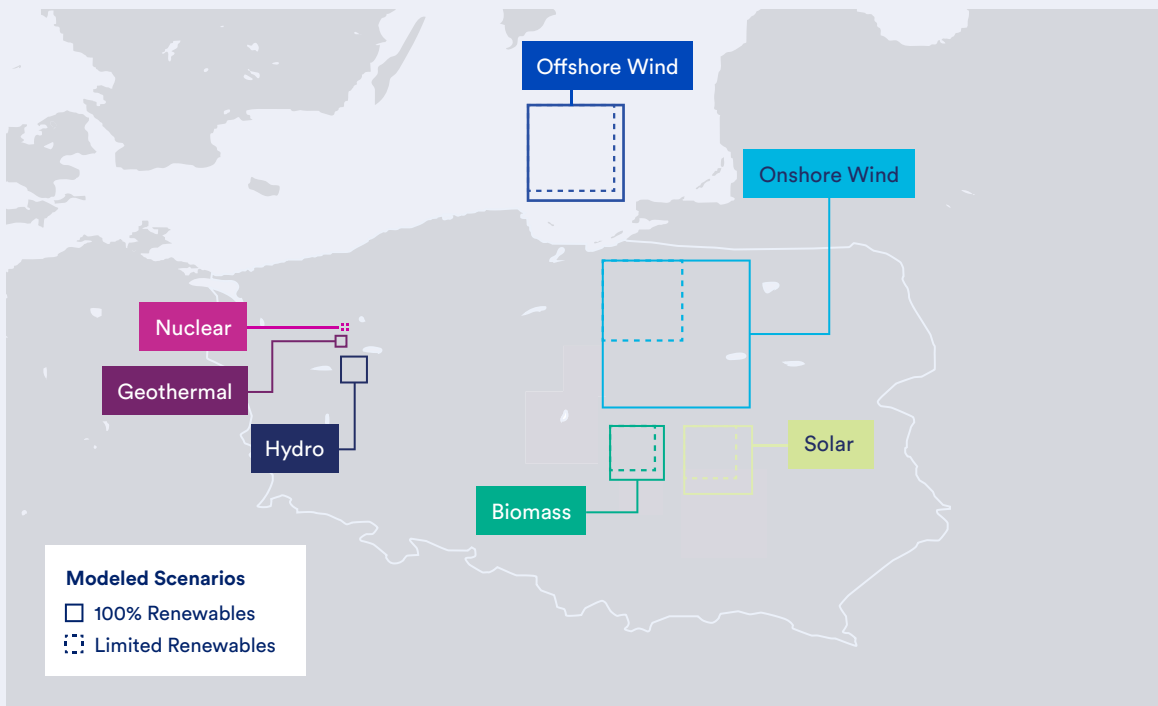 Offshore Wind
Onshore Wind
Nuclear
Geothermal
Hydro
Solar
Biomass
Modeled Scenarios
100% Renewables
Limited Renewables